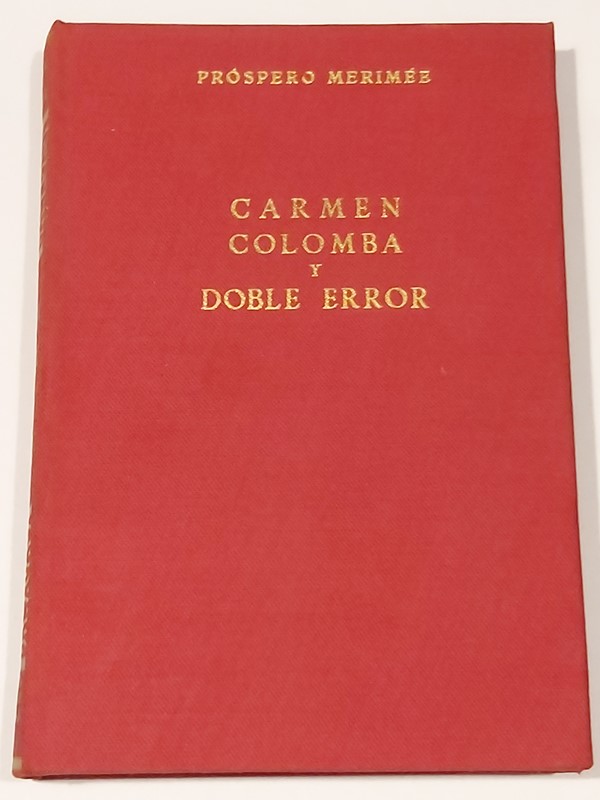 PRÓSPERO MERIMÉE
CARMEN
COLOMBA
Y
DOBLE ERROR